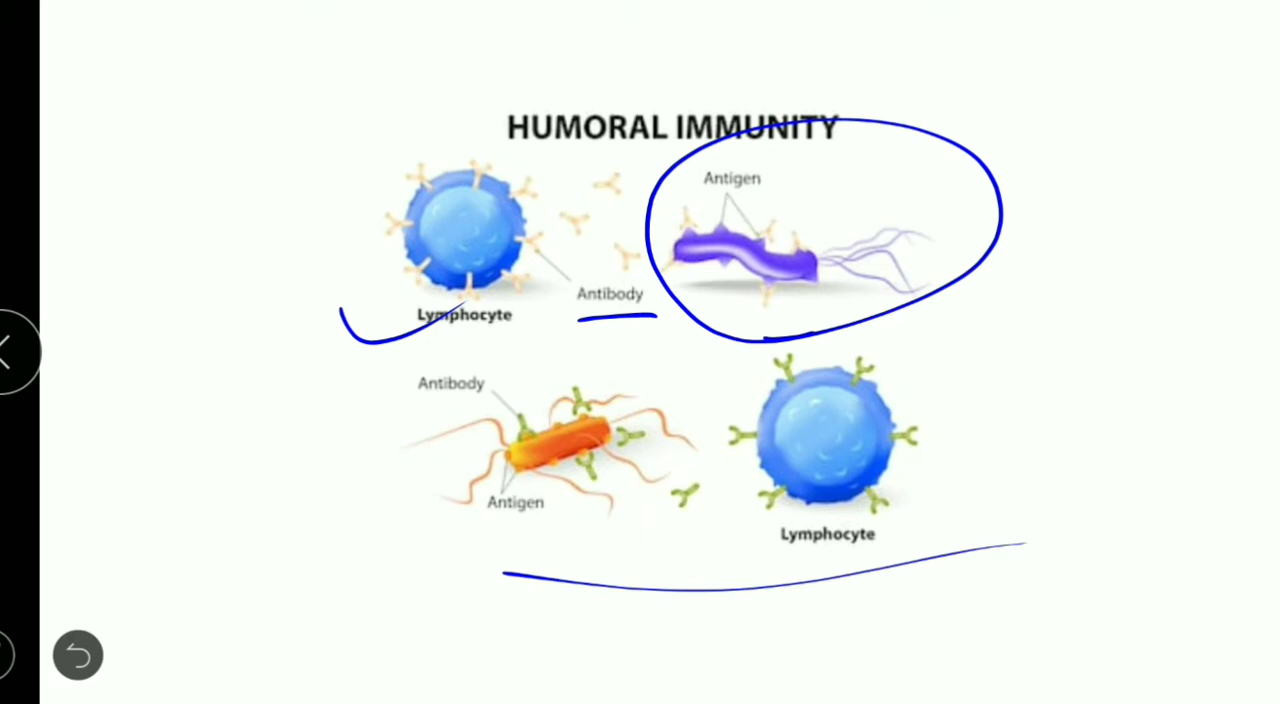 HUMORAL IMMUNITY
Antigen
Antibody
Lymphocyte
Antibody
Antigen
Lymphocyte